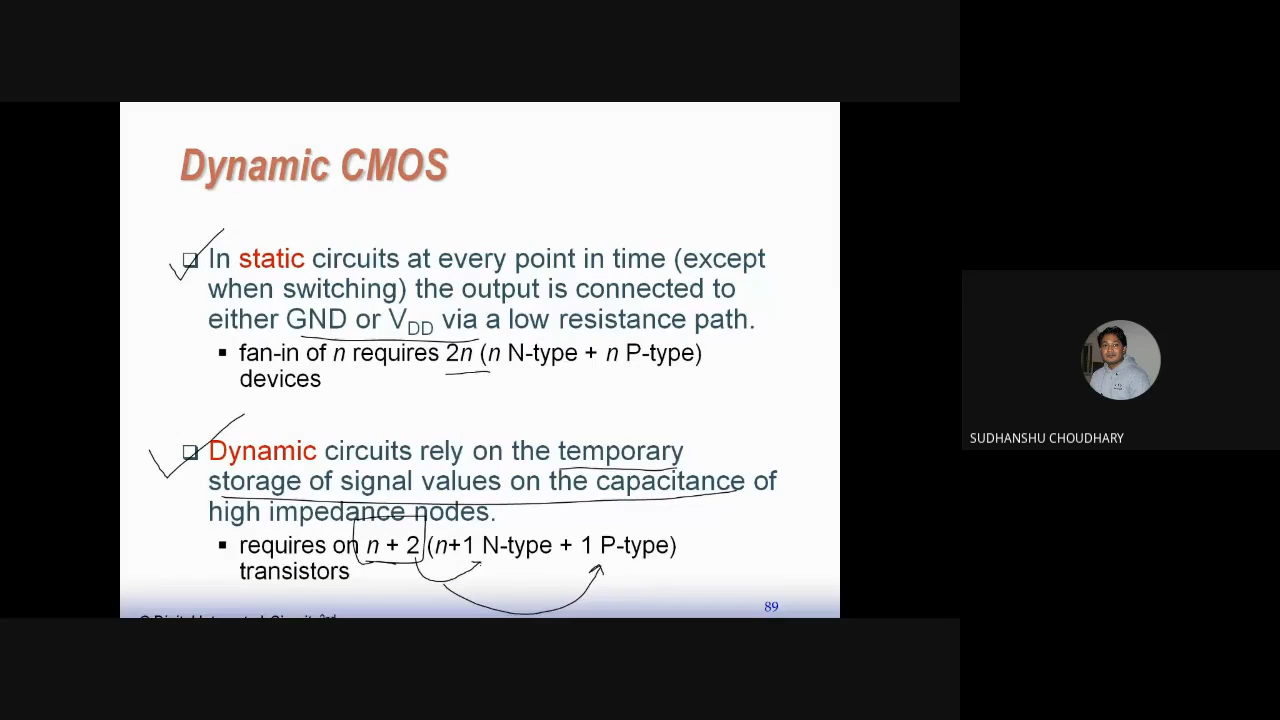 Dynamic CMOS
In static circuits at every point in time (except
when switching) the output is connected to
either GND or VDD via a low resistance path.
▪ fan-in of n requires 2n (n N-type + n P-type)
devices
Dynamic circuits rely on the temporary
storage of signal values on the capacitance of
high impedance nodes.
▪ requires on n + 2 (n+1 N-type + 1 P-type)
transistors
89
SUDHANSHU CHOUDHARY